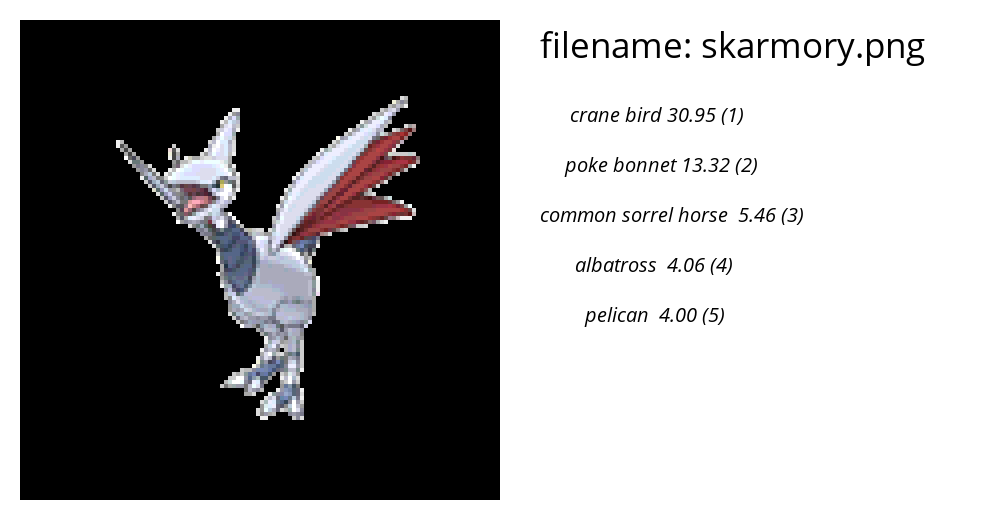 filename: skarmory.png
crane bird 30.95 (1)
poke bonnet 13.32 (2)
common sorrel horse 5.46 (3)
albatross 4.06 (4)
pelican 4.00 (5)